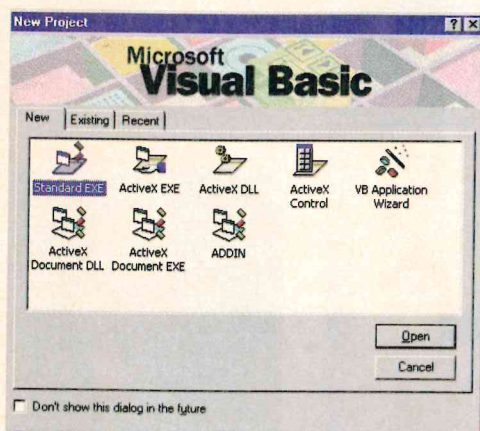 New Project
Microsoft
Visual Basic
New Existing Recent
Standard EXE
ActiveX EXE
ActiveX DLL
ActiveX
Control
VB Application
Wizard
ActiveX
Document DLL
ActiveX
Document EXE
ADDIN
Open
Cancel
Don't show this dialog in the future